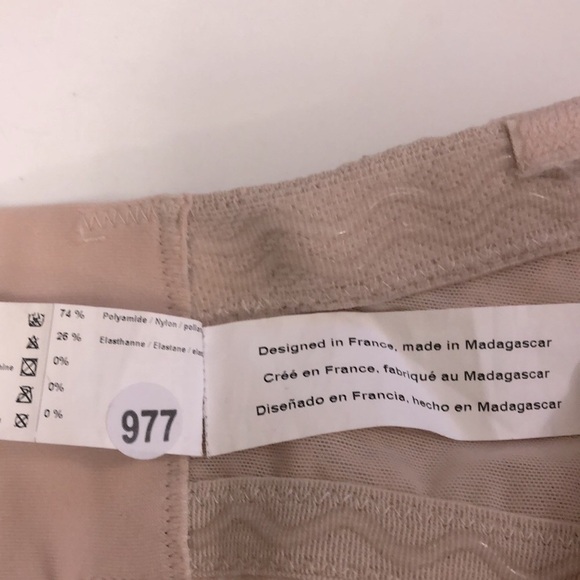 74 % Polyamide / Nylon /
26 % Elasthanne / Elastane /
0%
0%
0 %
977
Designed in France, made in Madagascar
Créé en France, fabriqué au Madagascar
Diseñado en Francia, hecho en Madagascar